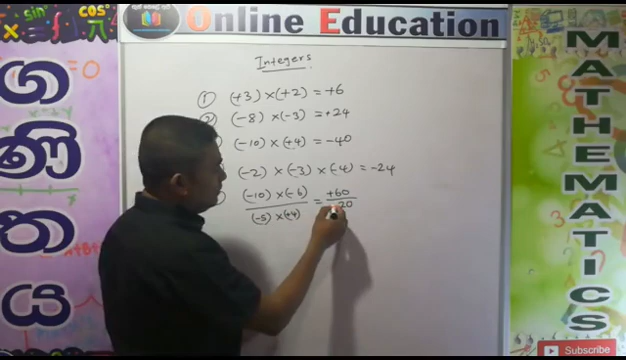 Online Education
Integers
① (+3) ×(+2) = +6
② (-8) ×(-3) = +24
(-10) ×(+4) = -40
(-2) × (-3) × (-4) = -24
(-10) × (-6) = +60
(-5) ×(+4) 20
ග
ණි
ත
ය
MATHEMATICS
Subscribe